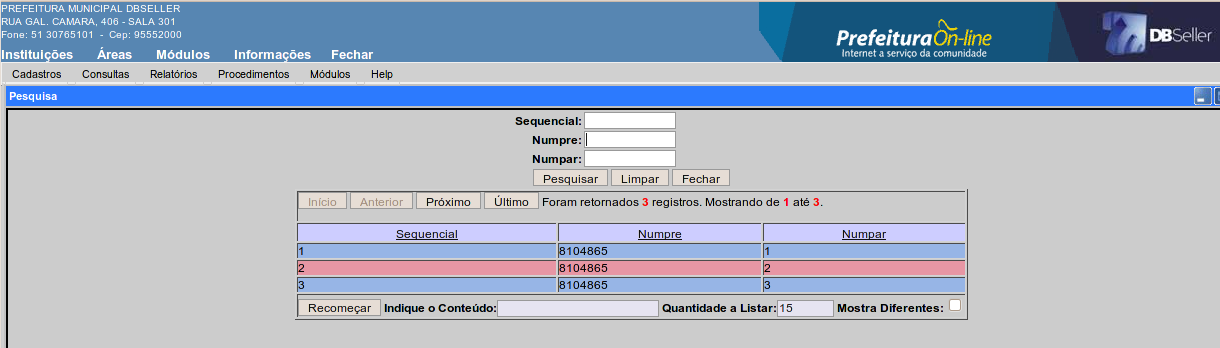 PREFEITURA MUNICIPAL DBSELLER
RUA GAL. CAMARA, 406 - SALA 301
Fone: 51 30765101 - Cep: 95552000
Instituições Áreas Módulos Informações Fechar
PrefeituraOn-line
Internet a serviço da comunidade
DBSeller
Cadastros Consultas Relatórios Procedimentos Módulos Help
Pesquisa
Sequencial:
Numpre:
Numpar:
Pesquisar Limpar Fechar
Início Anterior Próximo Último Foram retornados 3 registros. Mostrando de 1 até 3.
Sequencial Numpre Numpar
1 8104865 1
2 8104865 2
3 8104865 3
Recomeçar Indique o Conteúdo: Quantidade a Listar: 15 Mostra Diferentes: